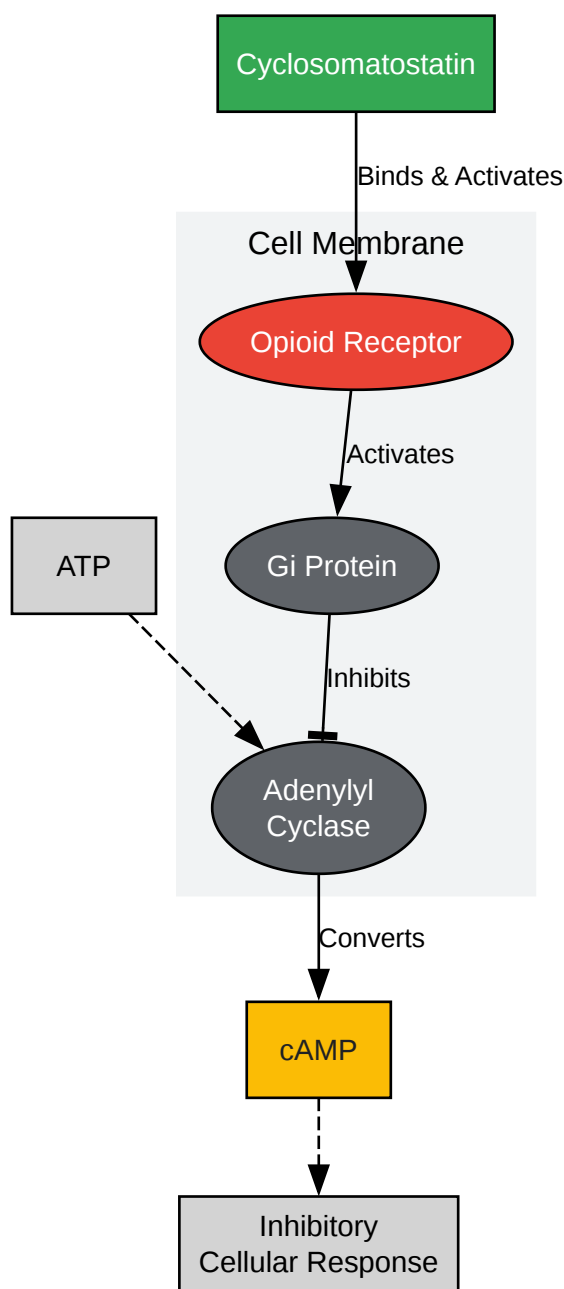 Cyclosomatostatin
Binds & Activates
Cell Membrane
Opioid Receptor
Activates
Gi Protein
ATP
Inhibits
Adenylyl
Cyclase
Converts
cAMP
Inhibitory
Cellular Response